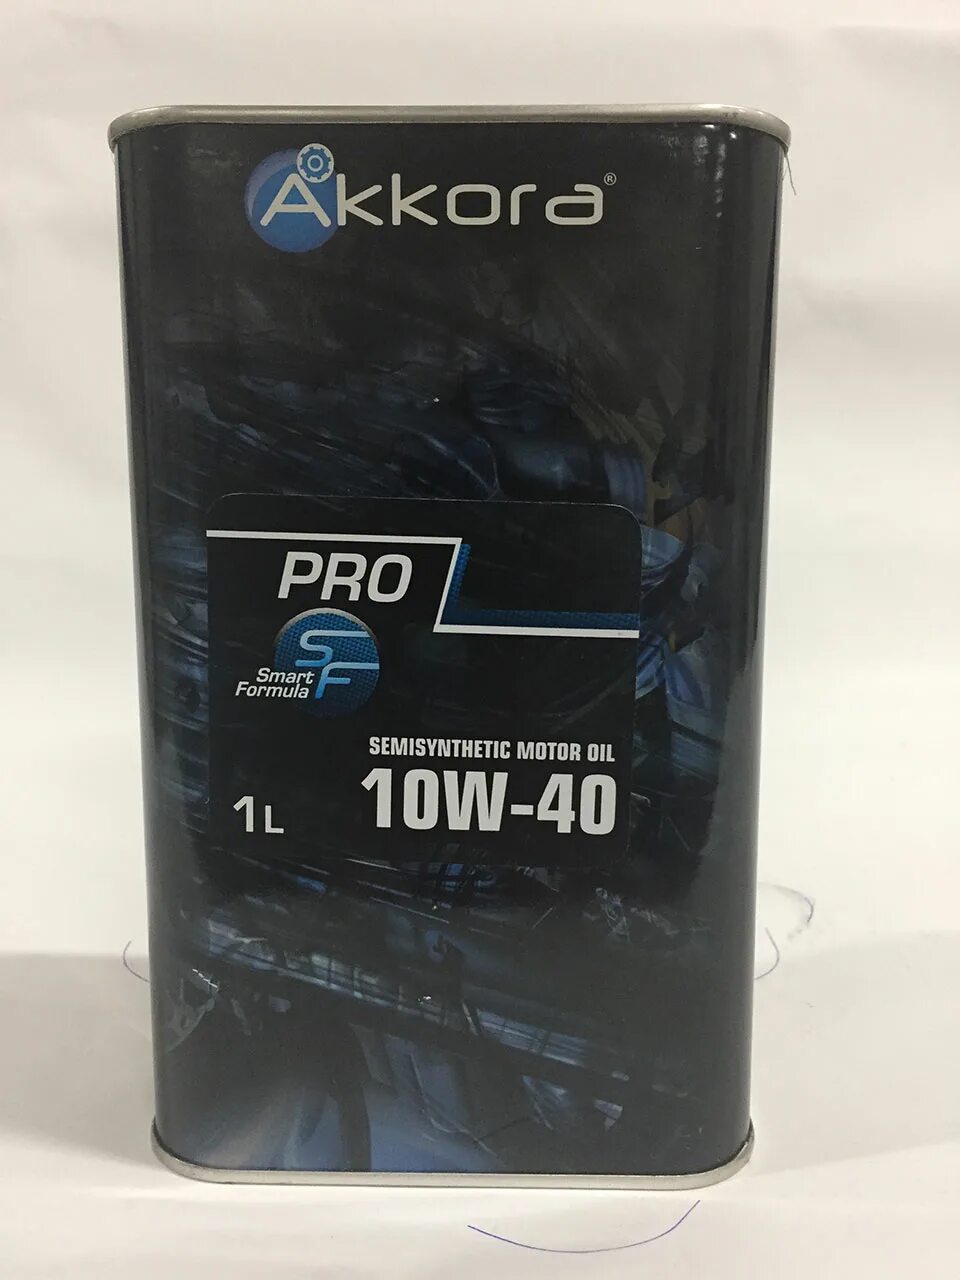 Akkora®
PRO
SF
Smart
Formula
SEMISYNTHETIC MOTOR OIL
1L 10W-40